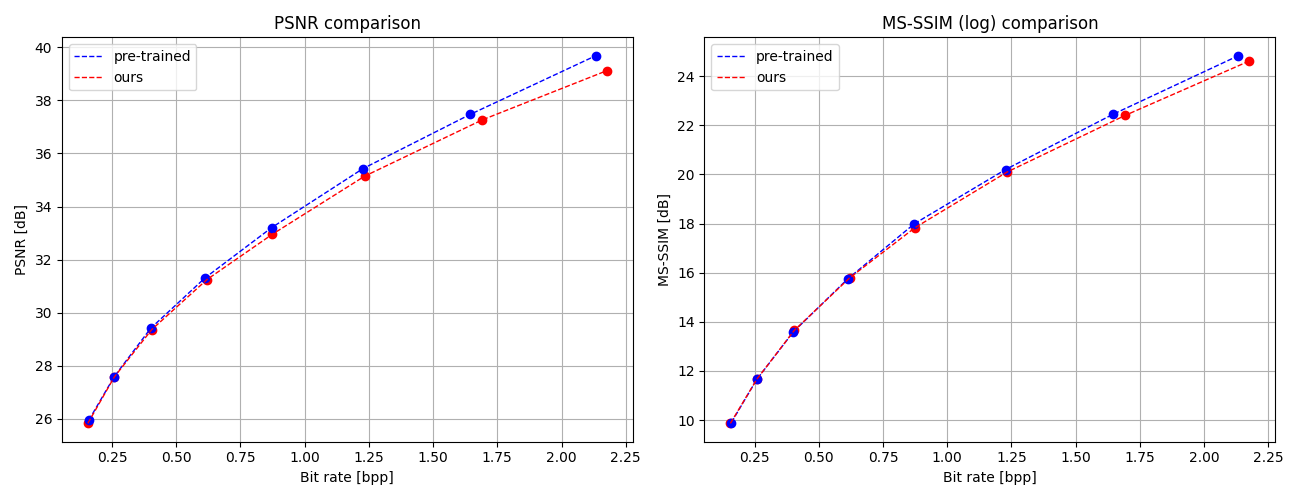 PSNR comparison
pre-trained
ours
40
38
36
34
32
30
28
26
PSNR [dB]
0.25 0.50 0.75 1.00 1.25 1.50 1.75 2.00 2.25
Bit rate [bpp]
MS-SSIM (log) comparison
pre-trained
ours
24
22
20
18
16
14
12
10
MS-SSIM [dB]
0.25 0.50 0.75 1.00 1.25 1.50 1.75 2.00 2.25
Bit rate [bpp]